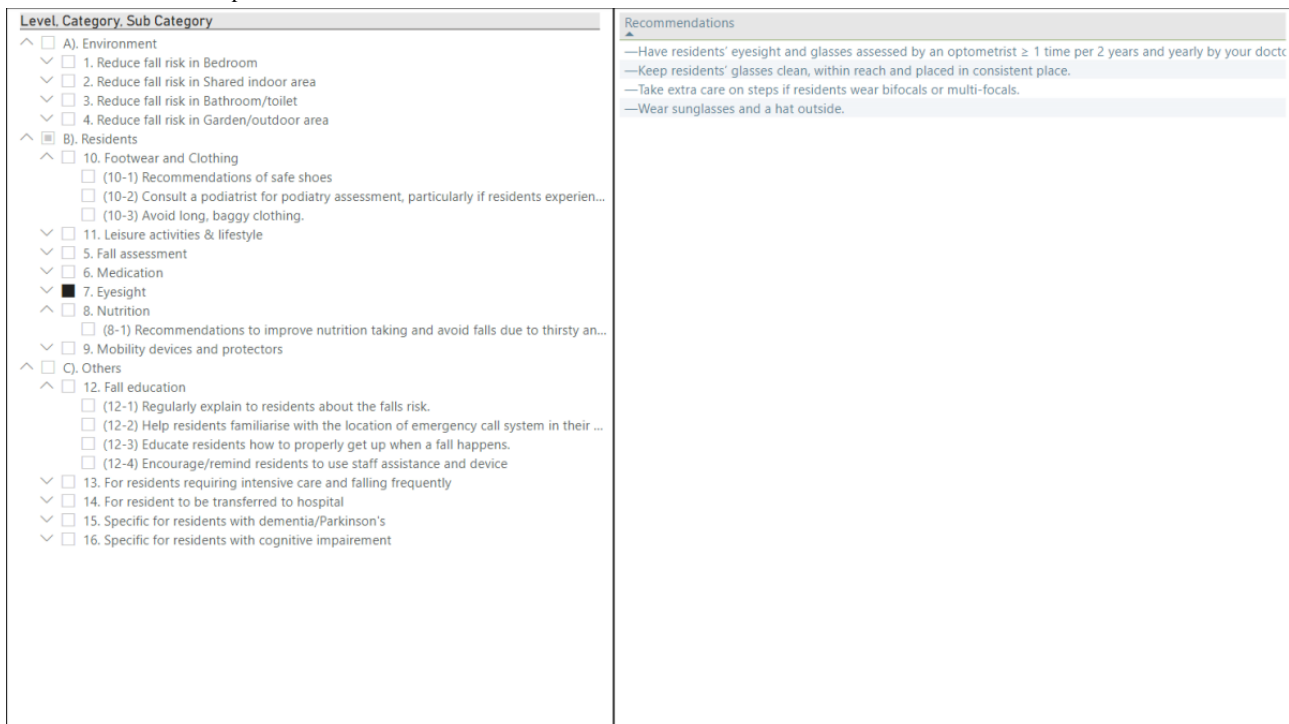 Level, Category, Sub Category
A). Environment
1. Reduce fall risk in Bedroom
2. Reduce fall risk in Shared indoor area
3. Reduce fall risk in Bathroom/toilet
4. Reduce fall risk in Garden/outdoor area
B). Residents
10. Footwear and Clothing
(10-1) Recommendations of safe shoes
(10-2) Consult a podiatrist for podiatry assessment, particularly if residents experien...
(10-3) Avoid long, baggy clothing.
11. Leisure activities & lifestyle
5. Fall assessment
6. Medication
7. Eyesight
8. Nutrition
(8-1) Recommendations to improve nutrition taking and avoid falls due to thirsty an...
9. Mobility devices and protectors
C). Others
12. Fall education
(12-1) Regularly explain to residents about the falls risk.
(12-2) Help residents familiarise with the location of emergency call system in their ...
(12-3) Educate residents how to properly get up when a fall happens.
(12-4) Encourage/remind residents to use staff assistance and device
13. For residents requiring intensive care and falling frequently
14. For resident to be transferred to hospital
15. Specific for residents with dementia/Parkinson's
16. Specific for residents with cognitive impairement
Recommendations
—Have residents' eyesight and glasses assessed by an optometrist ≥ 1 time per 2 years and yearly by your docto
—Keep residents' glasses clean, within reach and placed in consistent place.
—Take extra care on steps if residents wear bifocals or multi-focals.
—Wear sunglasses and a hat outside.